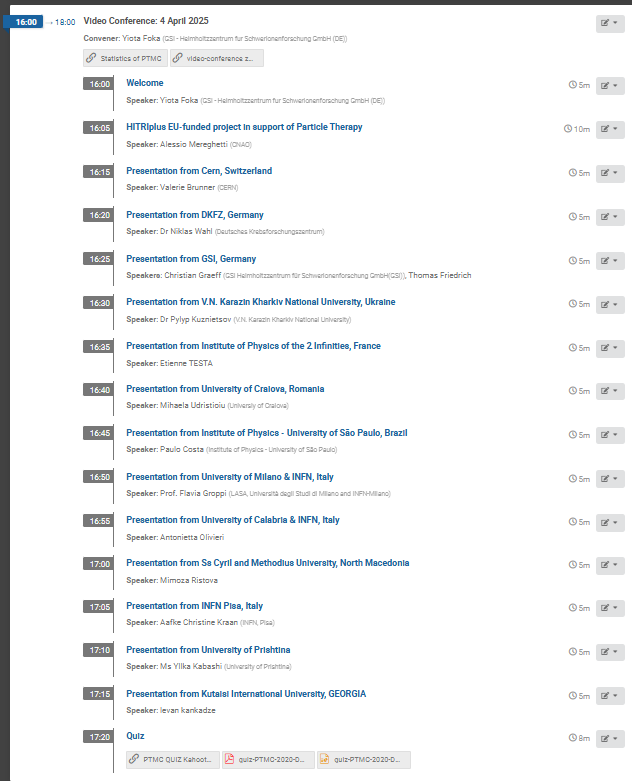 16:00 → 18:00 Video Conference: 4 April 2025
Convener: Yiota Foka (GSI - Helmholtzzentrum fur Schwerionenforschung GmbH (DE))
Statistics of PTMC video-conference z...
16:00 Welcome 5m
Speaker: Yiota Foka (GSI - Helmholtzzentrum fur Schwerionenforschung GmbH (DE))
16:05 HITRIplus EU-funded project in support of Particle Therapy 10m
Speaker: Alessio Mereghetti (CNAO)
16:15 Presentation from Cern, Switzerland 5m
Speaker: Valerie Brunner (CERN)
16:20 Presentation from DKFZ, Germany 5m
Speaker: Dr Niklas Wahl (Deutsches Krebsforschungszentrum)
16:25 Presentation from GSI, Germany 5m
Speakers: Christian Graeff (GSI Helmholtzzentrum für Schwerionenforschung GmbH(GSI)), Thomas Friedrich
16:30 Presentation from V.N. Karazin Kharkiv National University, Ukraine 5m
Speaker: Dr Pylyp Kuznietsov (V.N. Karazin Kharkiv National University)
16:35 Presentation from Institute of Physics of the 2 Infinities, France 5m
Speaker: Etienne TESTA
16:40 Presentation from University of Craiova, Romania 5m
Speaker: Mihaela Udristioiu (University of Craiova)
16:45 Presentation from Institute of Physics - University of São Paulo, Brazil 5m
Speaker: Paulo Costa (Institute of Physics - University of São Paulo)
16:50 Presentation from University of Milano & INFN, Italy 5m
Speaker: Prof. Flavia Groppi (LASA, Università degli Studi di Milano and INFN-Milano)
16:55 Presentation from University of Calabria & INFN, Italy 5m
Speaker: Antonietta Olivieri
17:00 Presentation from Ss Cyril and Methodius University, North Macedonia 5m
Speaker: Mimoza Ristova
17:05 Presentation from INFN Pisa, Italy 5m
Speaker: Aafke Christine Kraan (INFN, Pisa)
17:10 Presentation from University of Prishtina 5m
Speaker: Ms Yllka Kabashi (University of Prishtina)
17:15 Presentation from Kutaisi International University, GEORGIA 5m
Speaker: levan kankadze
17:20 Quiz 8m
PTMC QUIZ Kahoot... quiz-PTMC-2020-D... quiz-PTMC-2020-D...